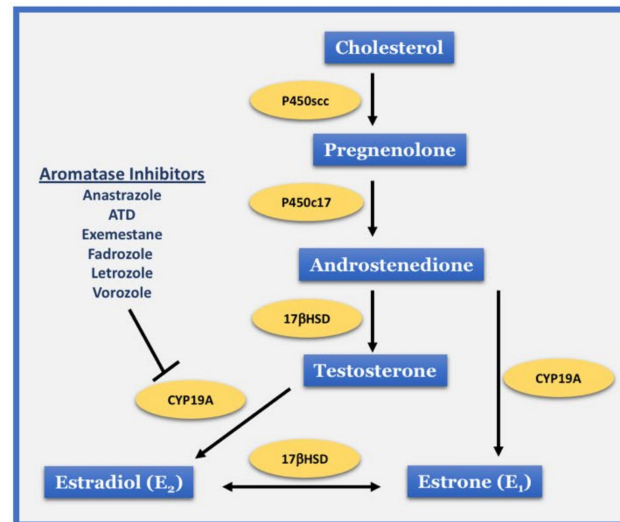 Cholesterol
P450scc
Pregnenolone
Aromatase Inhibitors
Anastrazole
ATD
Exemestane
Fadrozole
Letrozole
Vorozole
P450c17
Androstenedione
17βHSD
Testosterone
CYP19A
CYP19A
17βHSD
Estradiol (E₂)
Estrone (E₁)